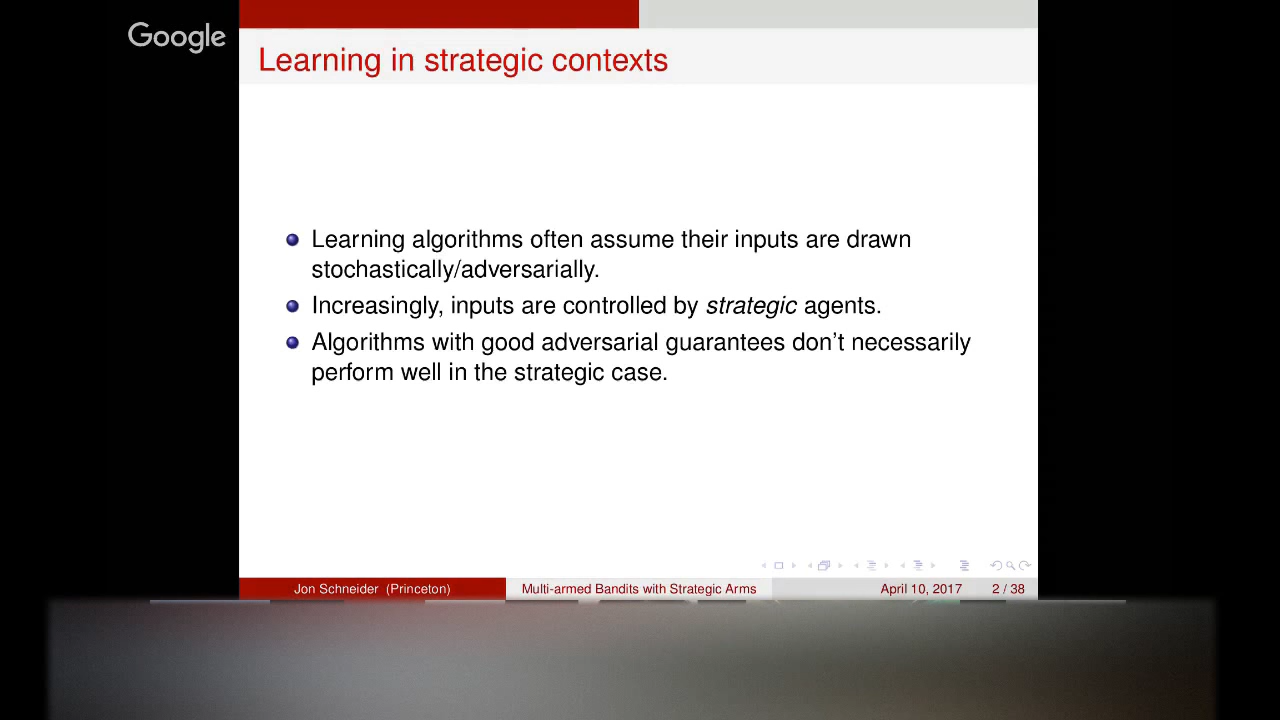 Google
Learning in strategic contexts
Learning algorithms often assume their inputs are drawn
stochastically/adversarially.
Increasingly, inputs are controlled by strategic agents.
Algorithms with good adversarial guarantees don't necessarily
perform well in the strategic case.
Jon Schneider (Princeton)
Multi-armed Bandits with Strategic Arms
April 10, 2017
2 / 38